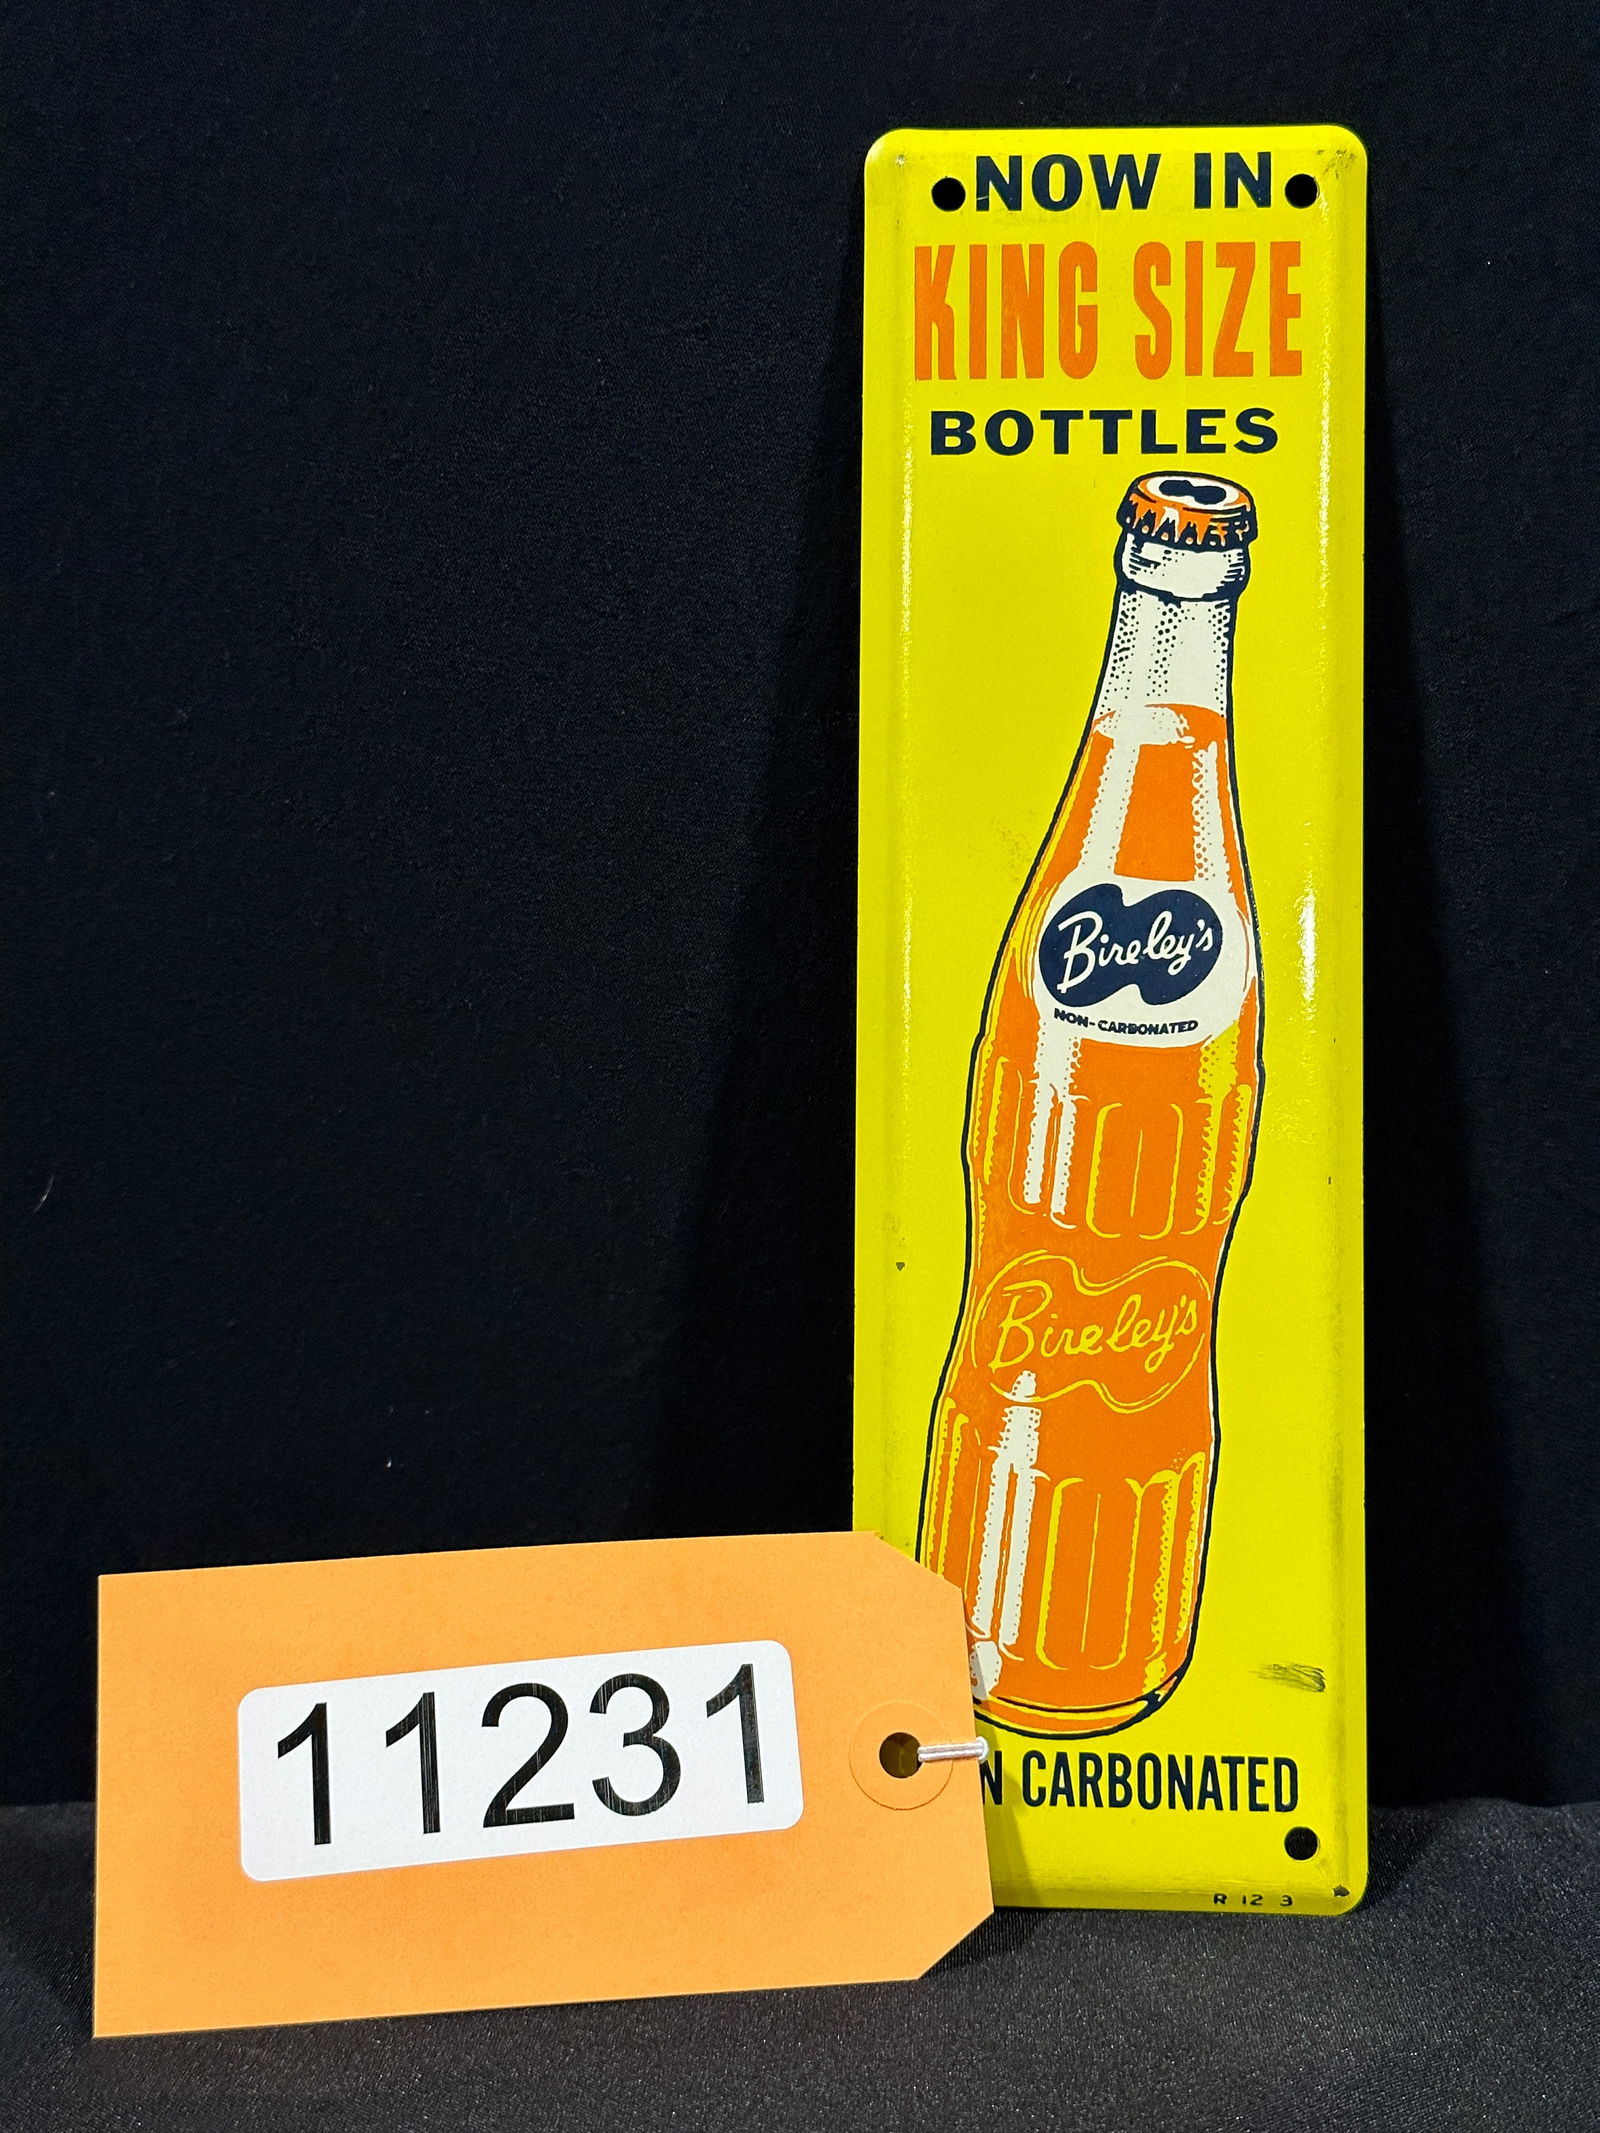 NOW IN
KING SIZE
BOTTLES
Bireley's
NON-CARBONATED
Bireley's
N CARBONATED
R 12 3
11231